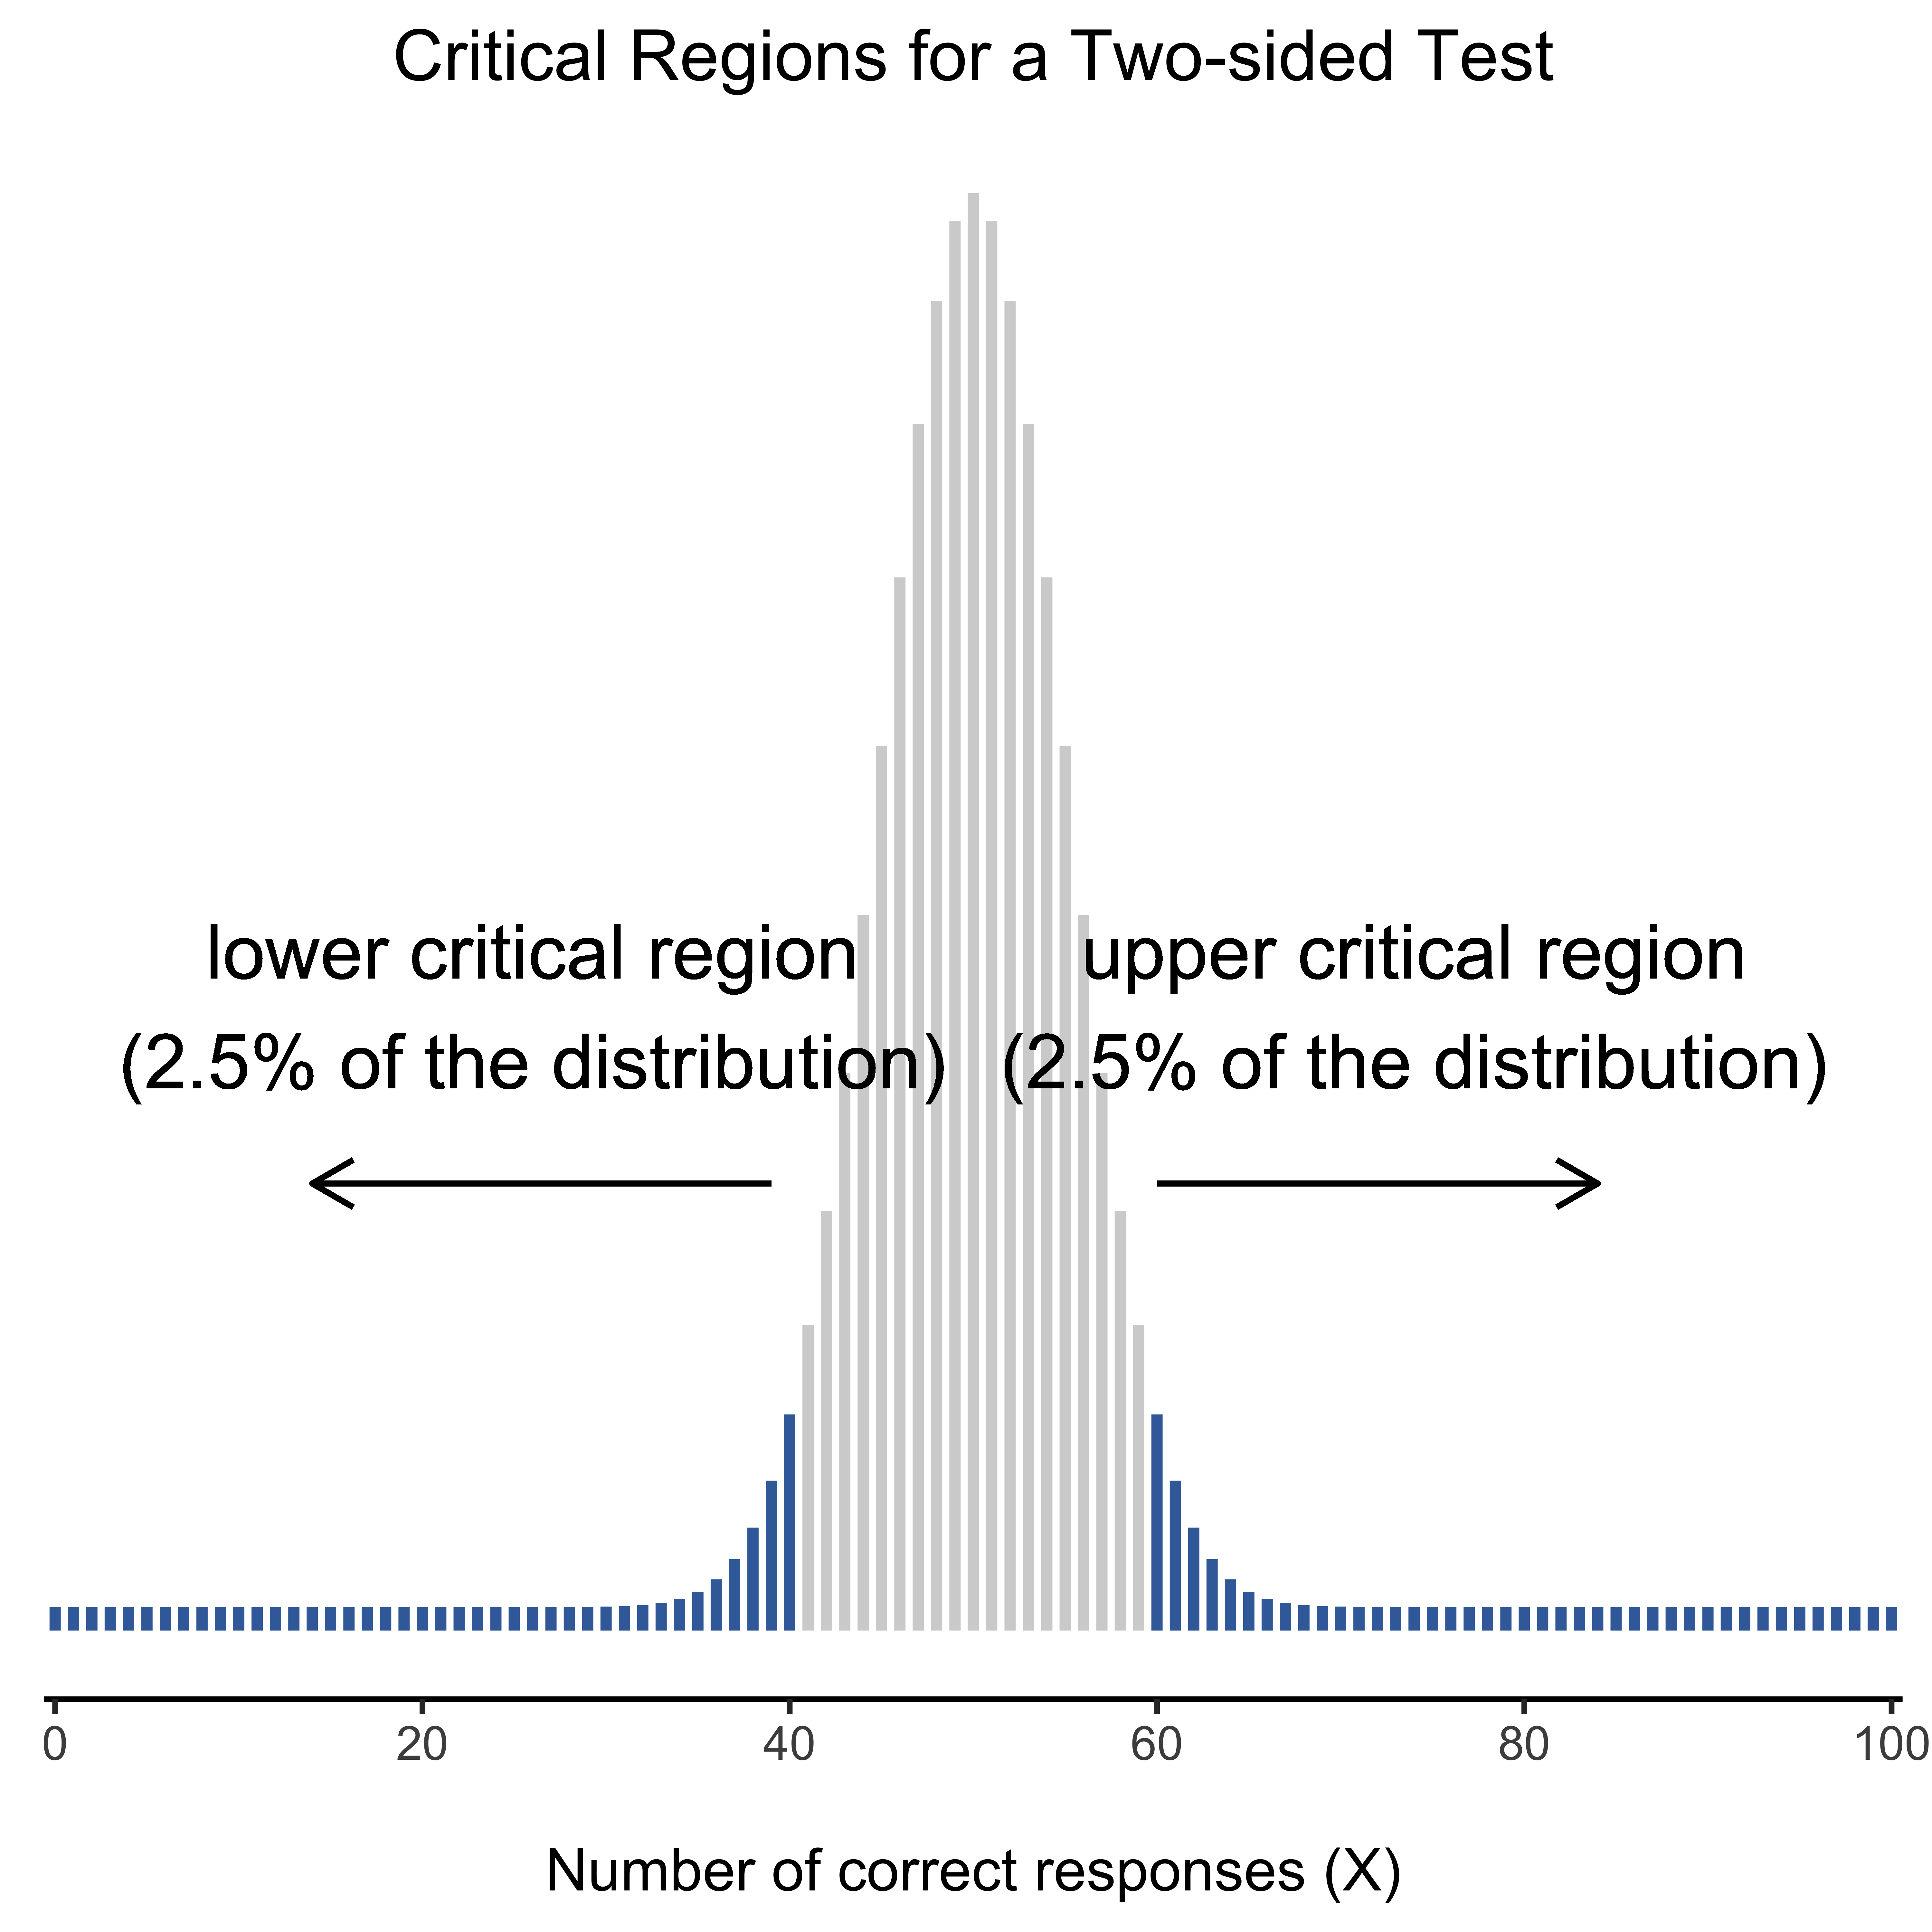 Critical Regions for a Two-sided Test
lower critical region
(2.5% of the distribution)
upper critical region
(2.5% of the distribution)
0 20 40 60 80 100
Number of correct responses (X)